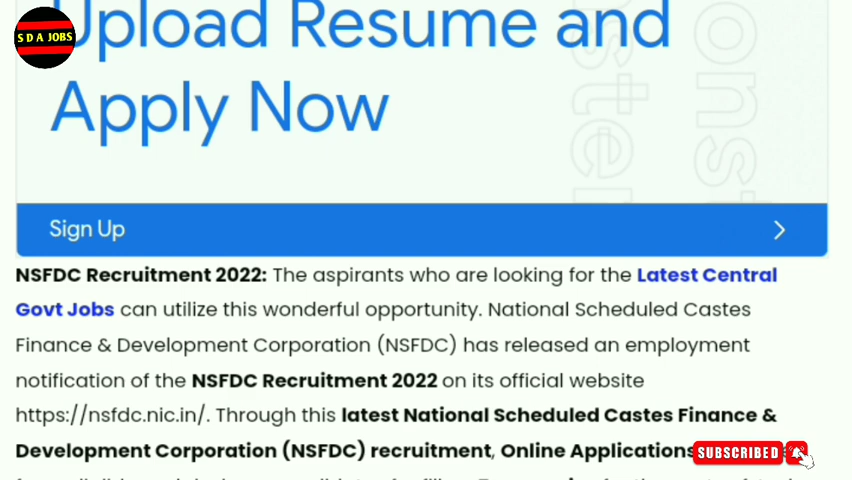 S D A JOBS
Upload Resume and
Apply Now
Sign Up
NSFDC Recruitment 2022: The aspirants who are looking for the Latest Central
Govt Jobs can utilize this wonderful opportunity. National Scheduled Castes
Finance & Development Corporation (NSFDC) has released an employment
notification of the NSFDC Recruitment 2022 on its official website
https://nsfdc.nic.in/. Through this latest National Scheduled Castes Finance &
Development Corporation (NSFDC) recruitment, Online Applications
SUBSCRIBED